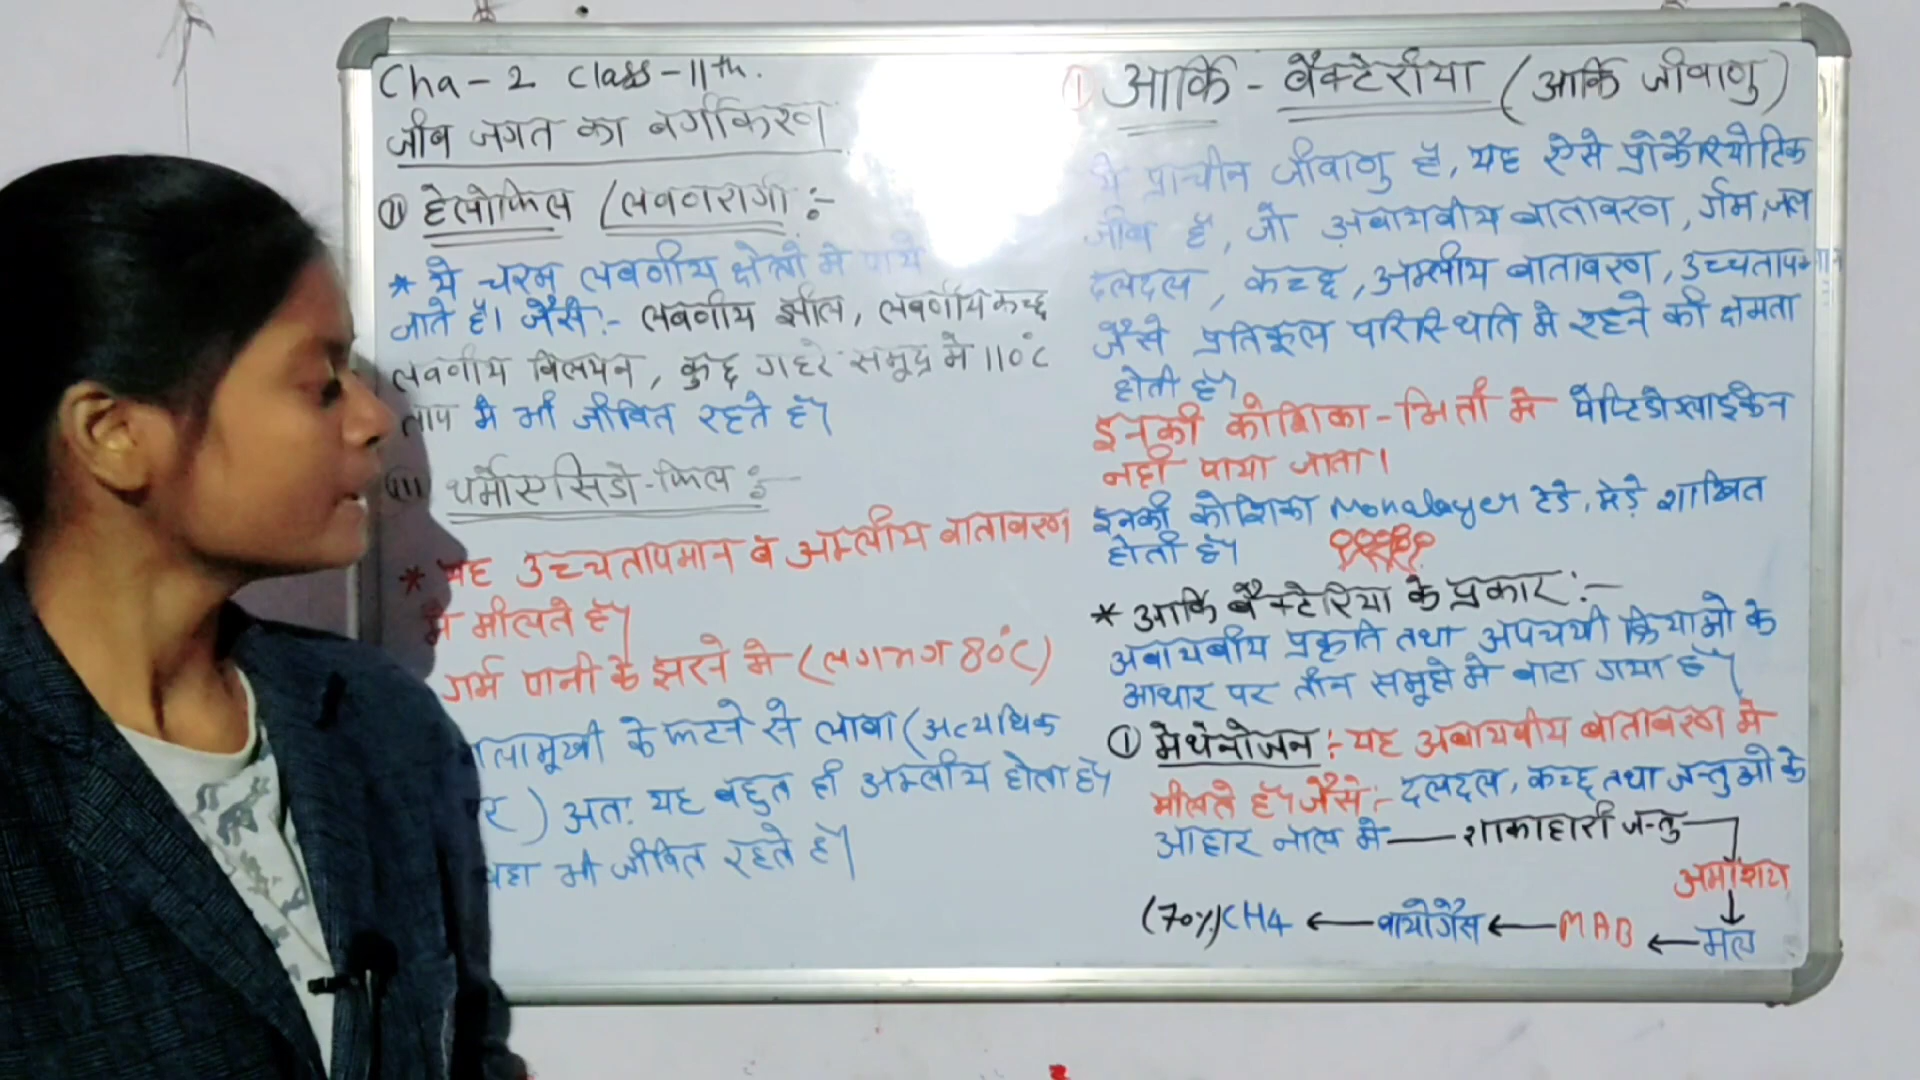 Cha-2 Class-11th.
जीव जगत का वर्गीकरण
② हेलोफिल (लवणरागी) :-
* ये चरम लवणीय क्षेत्रो मे पाये
जाते है। जैसे:- लवणीय झील, लवणीय कच्छ
लवणीय विलयन, कुछ गहरे समुद्र मे 110°C
ताप मे भी जीवित रहते है।
(III) थर्मोएसिडो-फिल :-
* यह उच्चतापमान व अम्लीय वातावरण
मे मीलते है।
गर्म पानी के झरने मे (लगभग 80°C)
लामूखी के फटने से लावा (अत्यधिक
र) अतः यह बहुत ही अम्लीय होता है।
यहा भी जीवित रहते है।
① आर्कि - बैक्टेरीया (आर्कि जीवाणु)
ये प्राचीन जीवाणु है, यह ऐसे प्रोकैरियोटिक
जीव है, जो अवायवीय वातावरण, र्गम, जल
दलदल, कच्छ, अम्लीय वातावरण, उच्चतापमान
जैसे प्रतिकूल परिस्थिति मे रहने की क्षमता
होती है।
इनकी कोशिका-भित्ती मे पेप्टिडोग्लाईकेन
नही पाया जाता।
इनकी कोशिका Monolayer टेडे, मेड़े शाखित
होती है।
* आर्कि बैक्टेरिया के प्रकार :-
अवायवीय प्रकृति तथा अपचयी क्रियाओ के
आधार पर तीन समुहो मे बाटा गया है।
① मेथेनोजन :- यह अवायवीय वातावरण मे
मीलते है। जैसे:- दलदल, कच्छ तथा जन्तुओ के
आहार नाल मे — शाकाहारी जन्तु
अमाशय
(70%) CH4 ← बायोगैस ← MAB ← मल